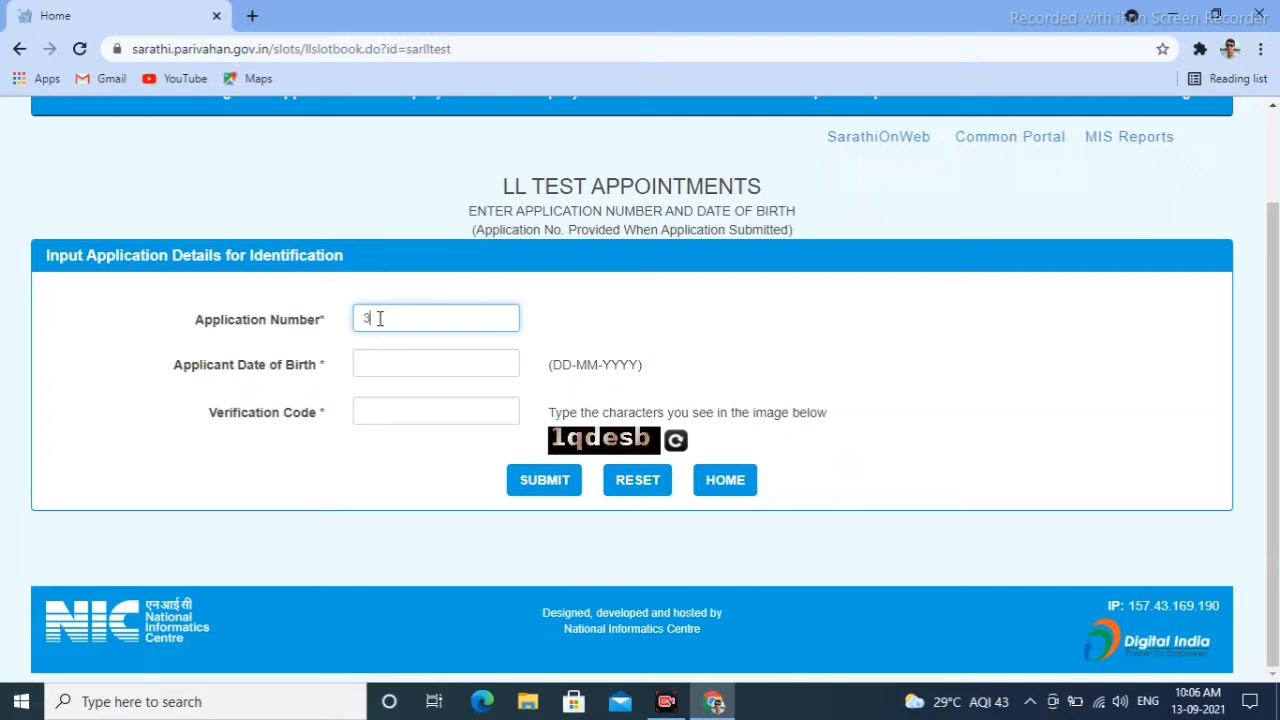 Home
Recorded with iFun Screen Recorder
sarathi.parivahan.gov.in/slots/llslotbook.do?id=sarlltest
Apps Gmail YouTube Maps Reading list
SarathiOnWeb Common Portal MIS Reports
LL TEST APPOINTMENTS
ENTER APPLICATION NUMBER AND DATE OF BIRTH
(Application No. Provided When Application Submitted)
Input Application Details for Identification
Application Number* 3
Applicant Date of Birth * (DD-MM-YYYY)
Verification Code * Type the characters you see in the image below
1qdesb
SUBMIT RESET HOME
NIC एन आई सी
National
Informatics
Centre
Designed, developed and hosted by
National Informatics Centre
IP: 157.43.169.190
Digital India
Power To Empower
Type here to search
29°C AQI 43
ENG
10:06 AM
13-09-2021